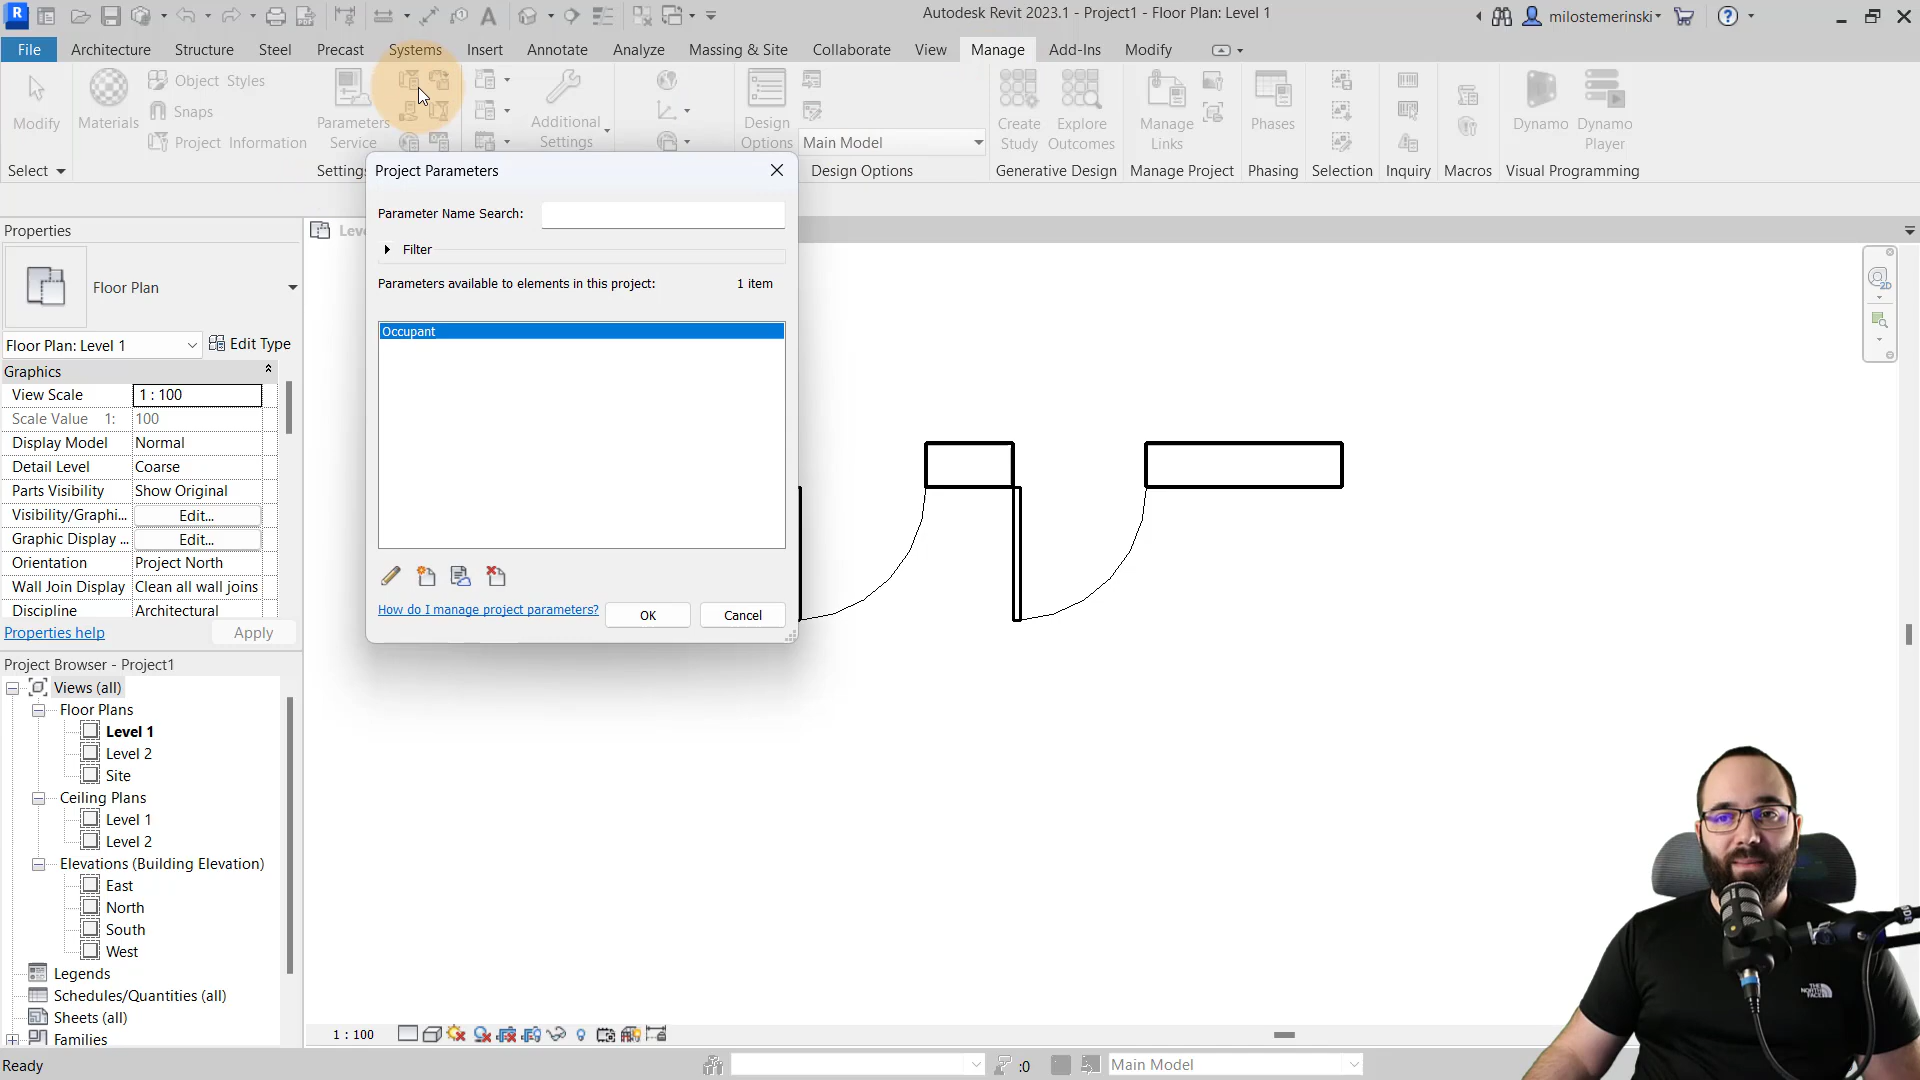 Autodesk Revit 2023.1 - Project1 - Floor Plan: Level 1
milostemerinski
File
Architecture
Structure
Steel
Precast
Systems
Insert
Annotate
Analyze
Massing & Site
Collaborate
View
Manage
Add-Ins
Modify
Modify
Materials
Object Styles
Snaps
Project Information
Parameters
Service
Additional
Settings
Design
Options
Main Model
Create
Study
Explore
Outcomes
Manage
Links
Phases
Dynamo
Dynamo
Player
Select
Settings
Design Options
Generative Design
Manage Project
Phasing
Selection
Inquiry
Macros
Visual Programming
Project Parameters
Parameter Name Search:
Filter
Parameters available to elements in this project:
1 item
Occupant
How do I manage project parameters?
OK
Cancel
Properties
Floor Plan
Floor Plan: Level 1
Edit Type
Graphics
View Scale
1 : 100
Scale Value 1:
100
Display Model
Normal
Detail Level
Coarse
Parts Visibility
Show Original
Visibility/Graphi...
Edit...
Graphic Display ...
Edit...
Orientation
Project North
Wall Join Display
Clean all wall joins
Discipline
Architectural
Properties help
Apply
Project Browser - Project1
Views (all)
Floor Plans
Level 1
Level 2
Site
Ceiling Plans
Level 1
Level 2
Elevations (Building Elevation)
East
North
South
West
Legends
Schedules/Quantities (all)
Sheets (all)
Families
2D
1 : 100
Ready
:0
Main Model
THE
NORTH
FACE